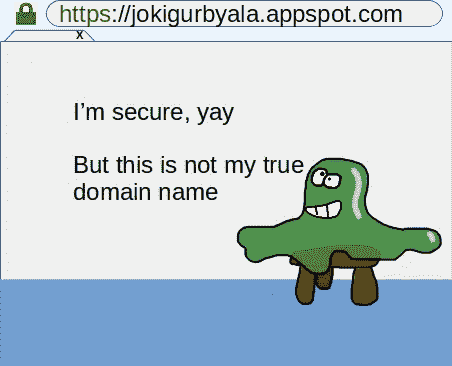 https://jokigurbyala.appspot.com
x
I'm secure, yay
But this is not my true
domain name